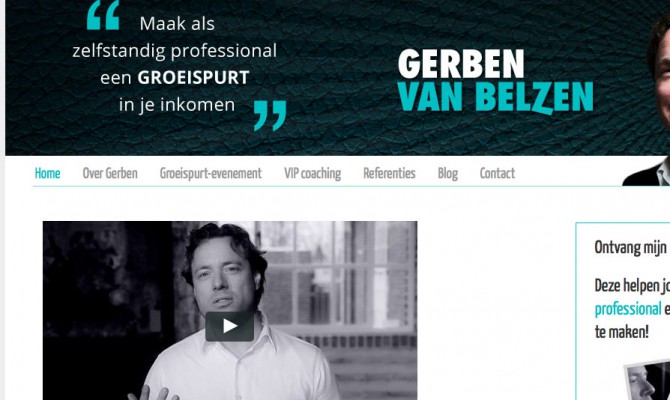 Maak als
zelfstandig professional
een GROEISPURT
in je inkomen
GERBEN
VAN BELZEN
Home Over Gerben Groeispurt-evenement VIP coaching Referenties Blog Contact
Ontvang mijn
Deze helpen
professional
te maken!